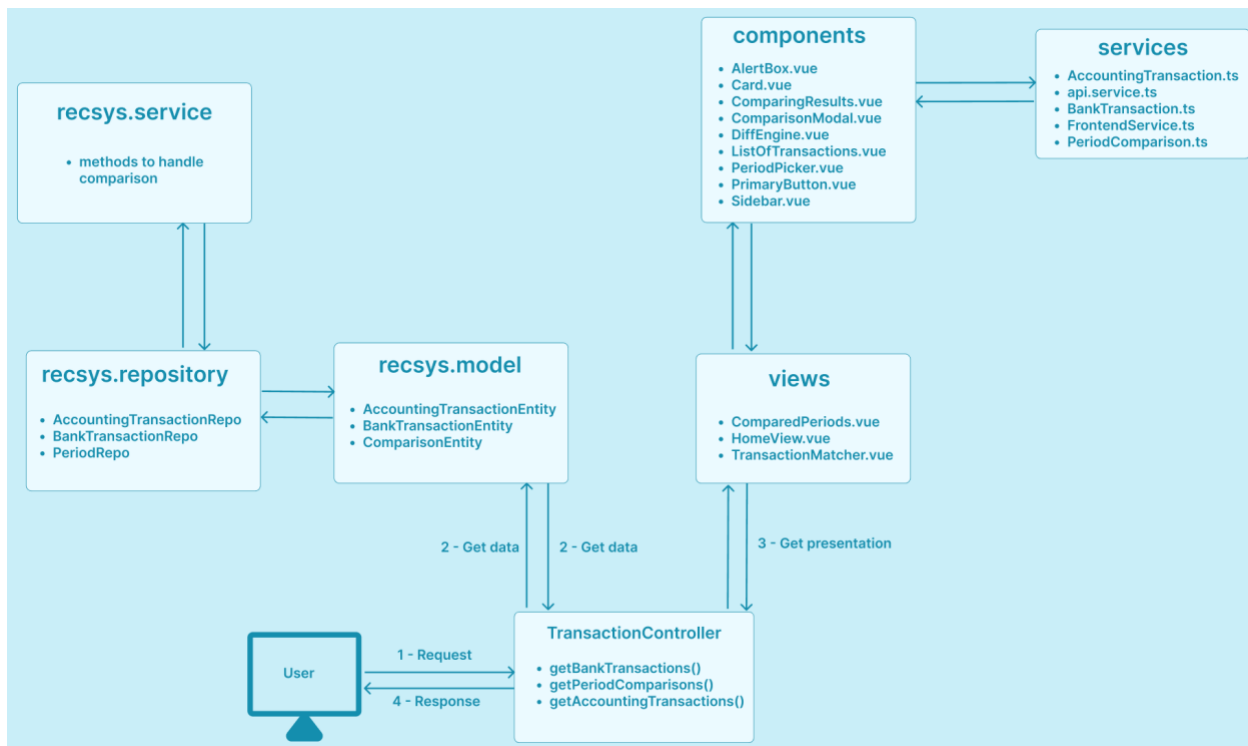 components
• AlertBox.vue
• Card.vue
• ComparingResults.vue
• ComparisonModal.vue
• DiffEngine.vue
• ListOfTransactions.vue
• PeriodPicker.vue
• PrimaryButton.vue
• Sidebar.vue
services
• AccountingTransaction.ts
• api.service.ts
• BankTransaction.ts
• FrontendService.ts
• PeriodComparison.ts
recsys.service
• methods to handle
comparison
recsys.repository
• AccountingTransactionRepo
• BankTransactionRepo
• PeriodRepo
recsys.model
• AccountingTransactionEntity
• BankTransactionEntity
• ComparisonEntity
views
• ComparedPeriods.vue
• HomeView.vue
• TransactionMatcher.vue
2 - Get data
2 - Get data
3 - Get presentation
User
1 - Request
4 - Response
TransactionController
• getBankTransactions()
• getPeriodComparisons()
• getAccountingTransactions()